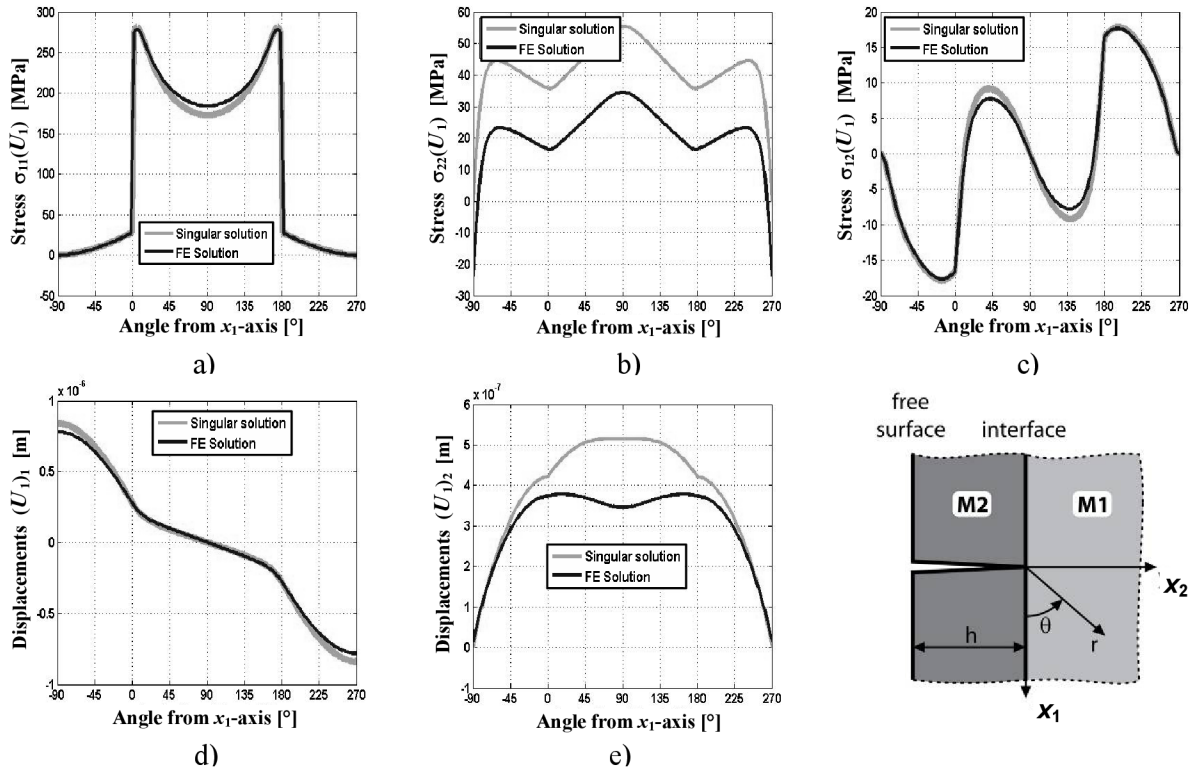 300
250
200
150
100
50
0
50
Stress σ11(U1) [MPa]
Singular solution
FE Solution
-90 -45 0 45 90 135 180 225 270
Angle from x1-axis [°]
a)
60
50
40
30
20
10
0
-10
-20
-30
Stress σ22(U1) [MPa]
Singular solution
FE Solution
-90 -45 0 45 90 135 180 225 270
Angle from x1-axis [°]
b)
20
15
10
5
0
-5
-10
-15
20
Stress σ12(U1) [MPa]
Singular solution
FE Solution
-90 -45 0 45 90 135 180 225 270
Angle from x1-axis [°]
c)
x 10-6
1
0.5
0
-0.5
-1
Displacements (U1)1 [m]
Singular solution
FE Solution
-90 -45 0 45 90 135 180 225 270
Angle from x1-axis [°]
d)
x 10-7
6
5
4
3
2
1
0
-1
Displacements (U1)2 [m]
Singular solution
FE Solution
-90 -45 0 45 90 135 180 225 270
Angle from x1-axis [°]
e)
free
surface
interface
M2
M1
x2
h
θ
r
x1